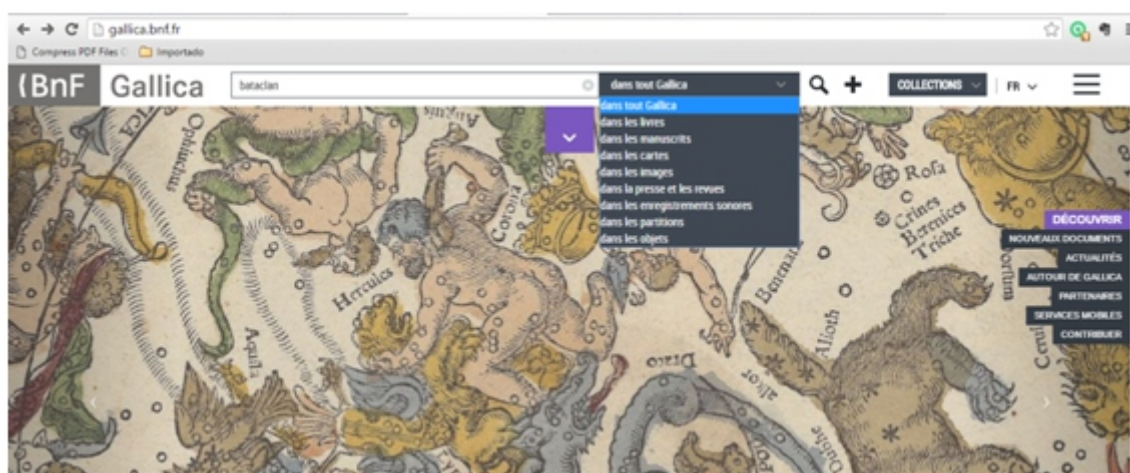 gallica.bnf.fr
Compress PDF Files Importado
(BnF Gallica bataclan dans tout Gallica COLLECTIONS FR
dans tout Gallica
dans les livres
dans les manuscrits
dans les cartes
dans les images
dans la presse et les revues
dans les enregistrements sonores
dans les partitions
dans les objets
DÉCOUVRIR
NOUVEAUX DOCUMENTS
ACTUALITÉS
AUTOUR DE GALLICA
PARTENAIRES
SERVICES MOBILES
CONTRIBUER
Ophiuchus
Corona
Rosa
Crines
Berenices
Triche
Hercules
Benenaz
Alioth
Aquila
Draco
alkor